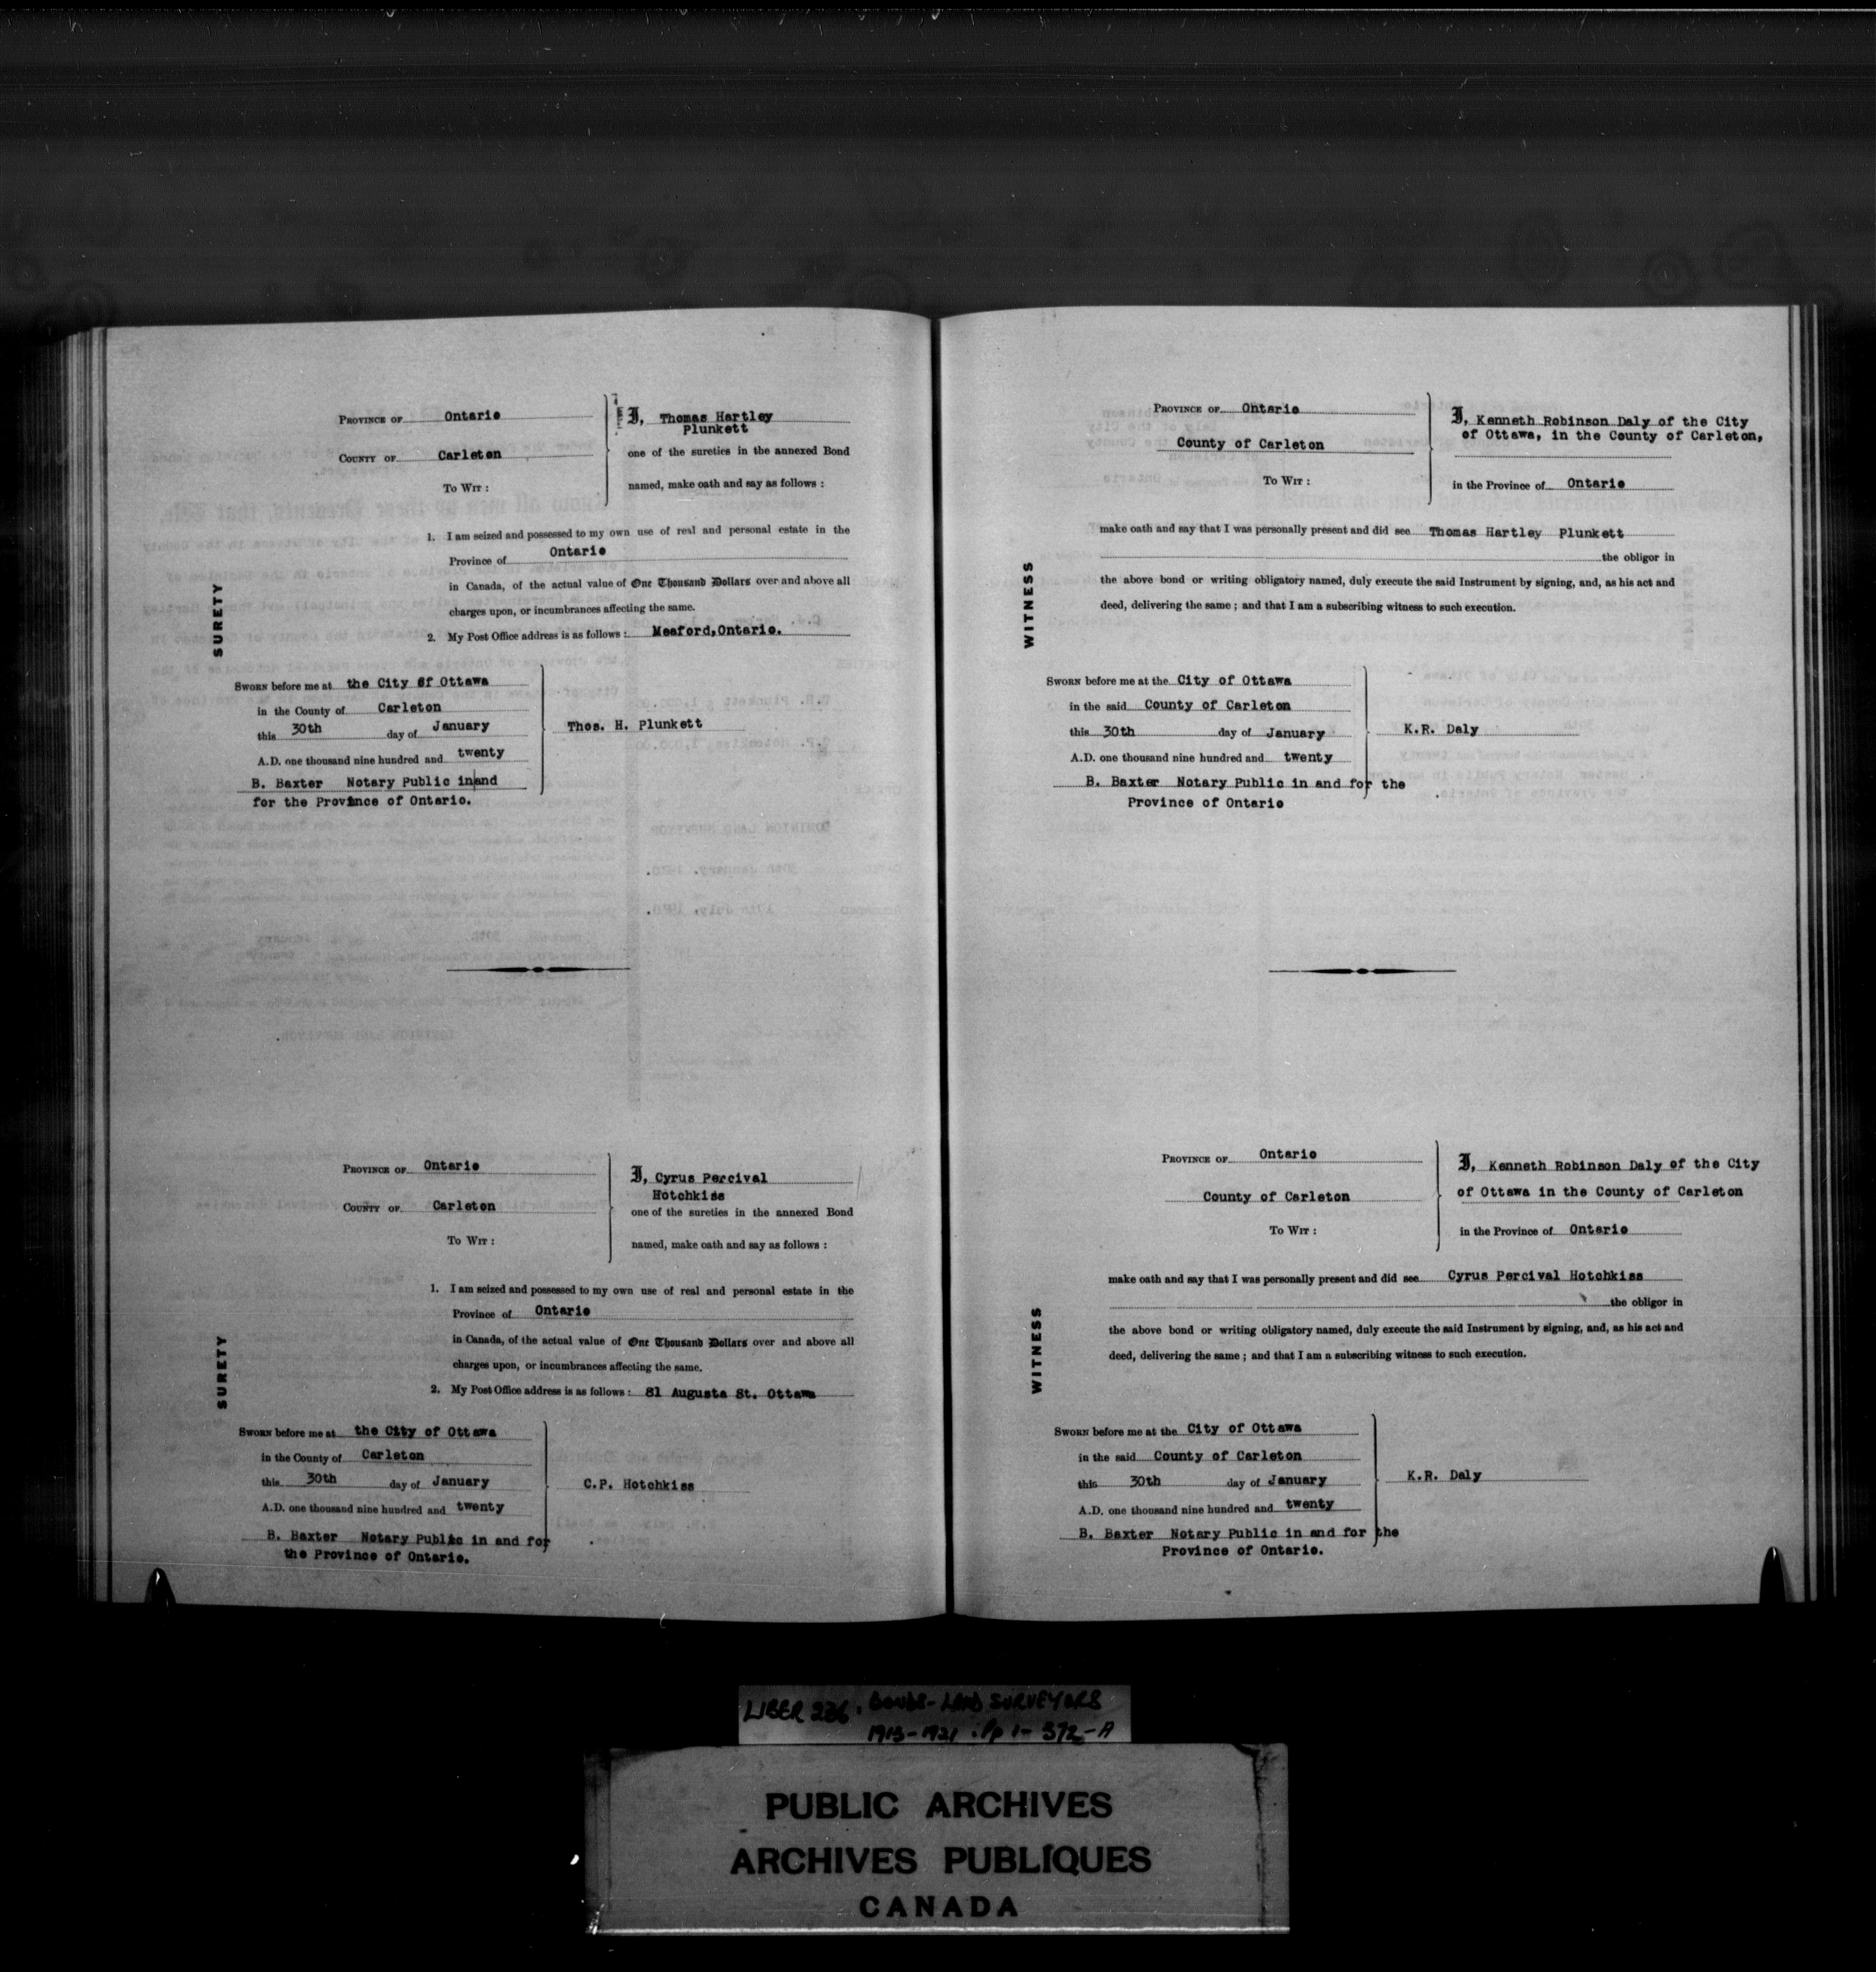 PROVINCE OF Ontario
COUNTY OF Carleton
TO WIT :
I, Thomas Hartley
Plunkett
one of the sureties in the annexed Bond
named, make oath and say as follows :
SURETY
1. I am seized and possessed to my own use of real and personal estate in the
Province of Ontario
in Canada, of the actual value of One Thousand Dollars over and above all
charges upon, or incumbrances affecting the same.
2. My Post Office address is as follows : Meaford, Ontario.
SWORN before me at the City of Ottawa
in the County of Carleton
this 30th day of January
A.D. one thousand nine hundred and twenty
B. Baxter Notary Public in and
for the Province of Ontario.
Thos. H. Plunkett
PROVINCE OF Ontario
COUNTY OF Carleton
TO WIT :
I, Cyrus Percival
Hotchkiss
one of the sureties in the annexed Bond
named, make oath and say as follows :
SURETY
1. I am seized and possessed to my own use of real and personal estate in the
Province of Ontario
in Canada, of the actual value of One Thousand Dollars over and above all
charges upon, or incumbrances affecting the same.
2. My Post Office address is as follows : 81 Augusta St. Ottawa
SWORN before me at the City of Ottawa
in the County of Carleton
this 30th day of January
A.D. one thousand nine hundred and twenty
B. Baxter Notary Public in and for
the Province of Ontario.
C.P. Hotchkiss
PROVINCE OF Ontario
County of Carleton
TO WIT :
I, Kenneth Robinson Daly of the City
of Ottawa, in the County of Carleton,
in the Province of Ontario
WITNESS
make oath and say that I was personally present and did see Thomas Hartley Plunkett
the obligor in
the above bond or writing obligatory named, duly execute the said Instrument by signing, and, as his act and
deed, delivering the same ; and that I am a subscribing witness to such execution.
SWORN before me at the City of Ottawa
in the said County of Carleton
this 30th day of January
A.D. one thousand nine hundred and twenty
B. Baxter Notary Public in and for the
Province of Ontario
K.R. Daly
PROVINCE OF Ontario
County of Carleton
TO WIT :
I, Kenneth Robinson Daly of the City
of Ottawa in the County of Carleton
in the Province of Ontario
WITNESS
make oath and say that I was personally present and did see Cyrus Percival Hotchkiss
the obligor in
the above bond or writing obligatory named, duly execute the said Instrument by signing, and, as his act and
deed, delivering the same ; and that I am a subscribing witness to such execution.
SWORN before me at the City of Ottawa
in the said County of Carleton
this 30th day of January
A.D. one thousand nine hundred and twenty
B. Baxter Notary Public in and for the
Province of Ontario.
K.R. Daly
LIBER 236 : BONDS - LAND SURVEYORS
1913-1921 : Pp 1- 372-A
PUBLIC ARCHIVES
ARCHIVES PUBLIQUES
CANADA